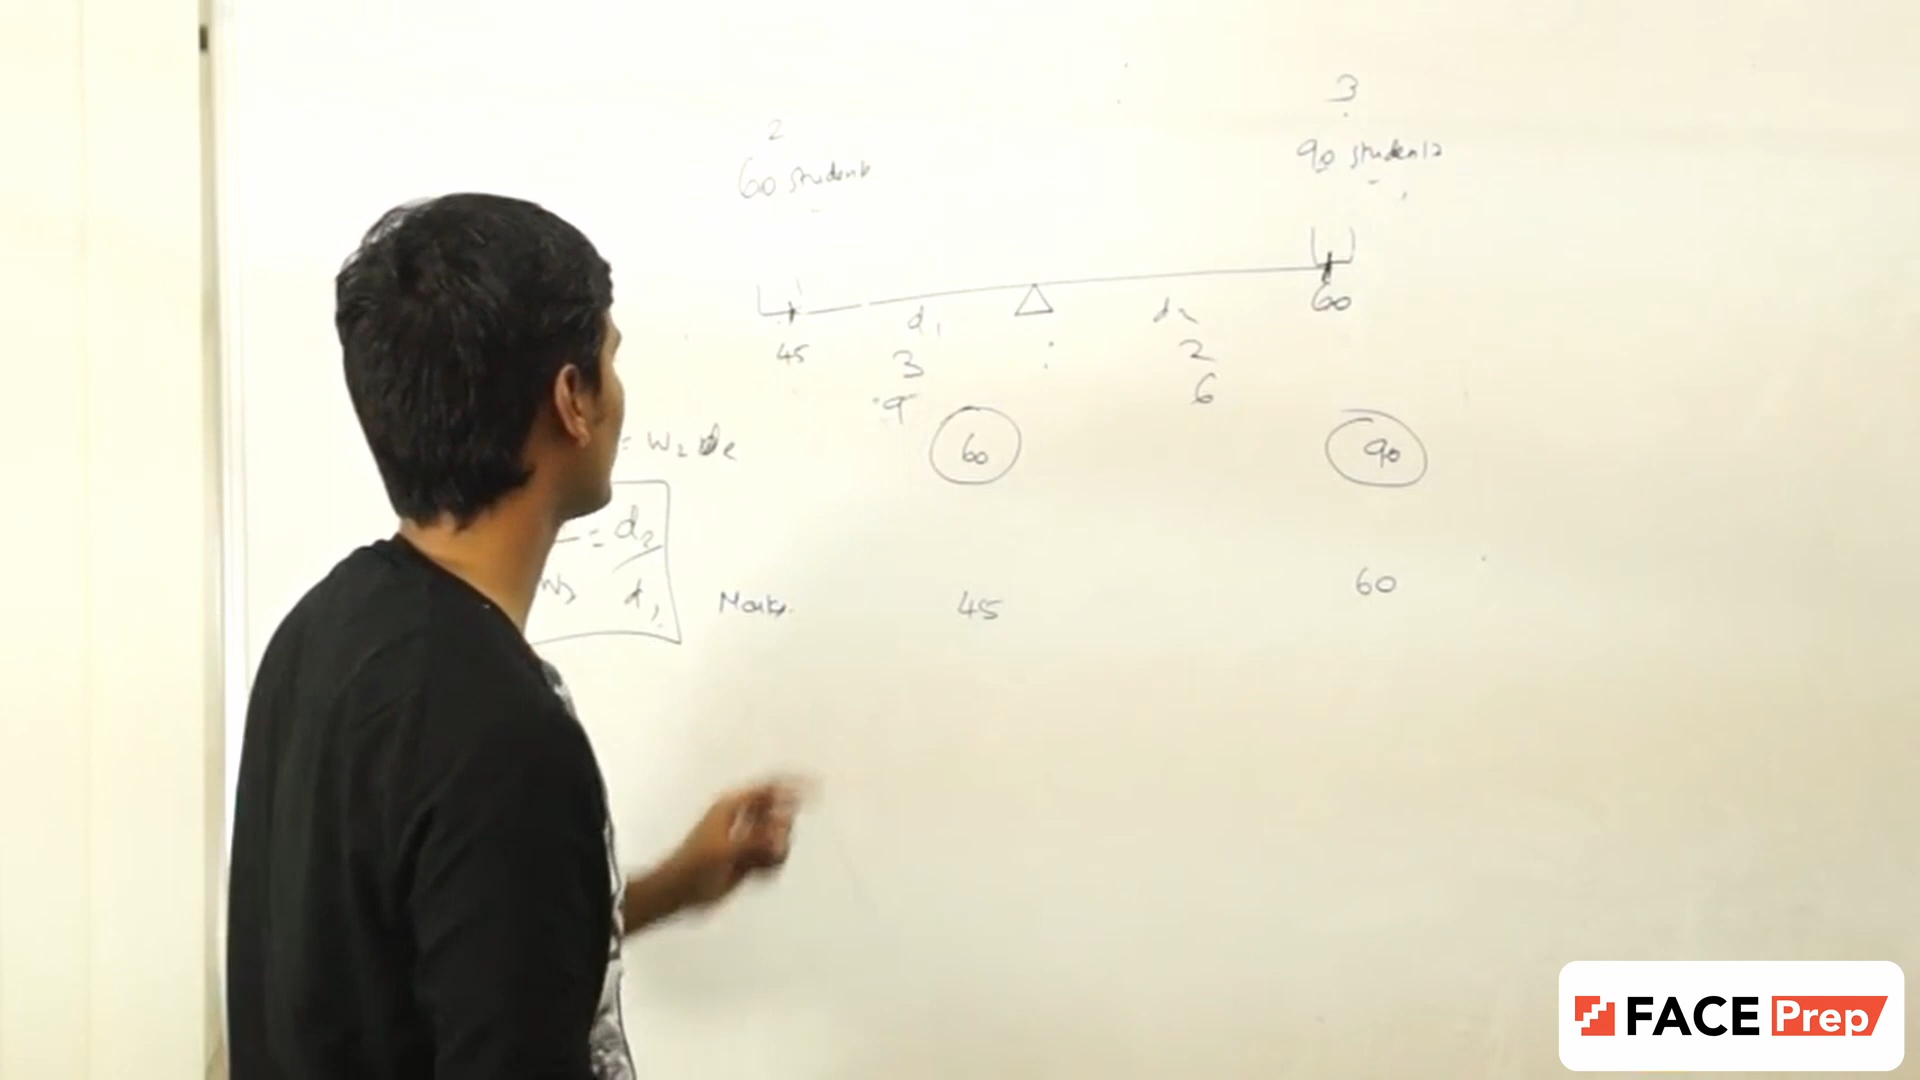 3
2
90 students
60 student
60
d1
d2
45
3 : 2
9 6
60 90
= W2 d2
= d2
d1
Marks. 45 60
FACE Prep